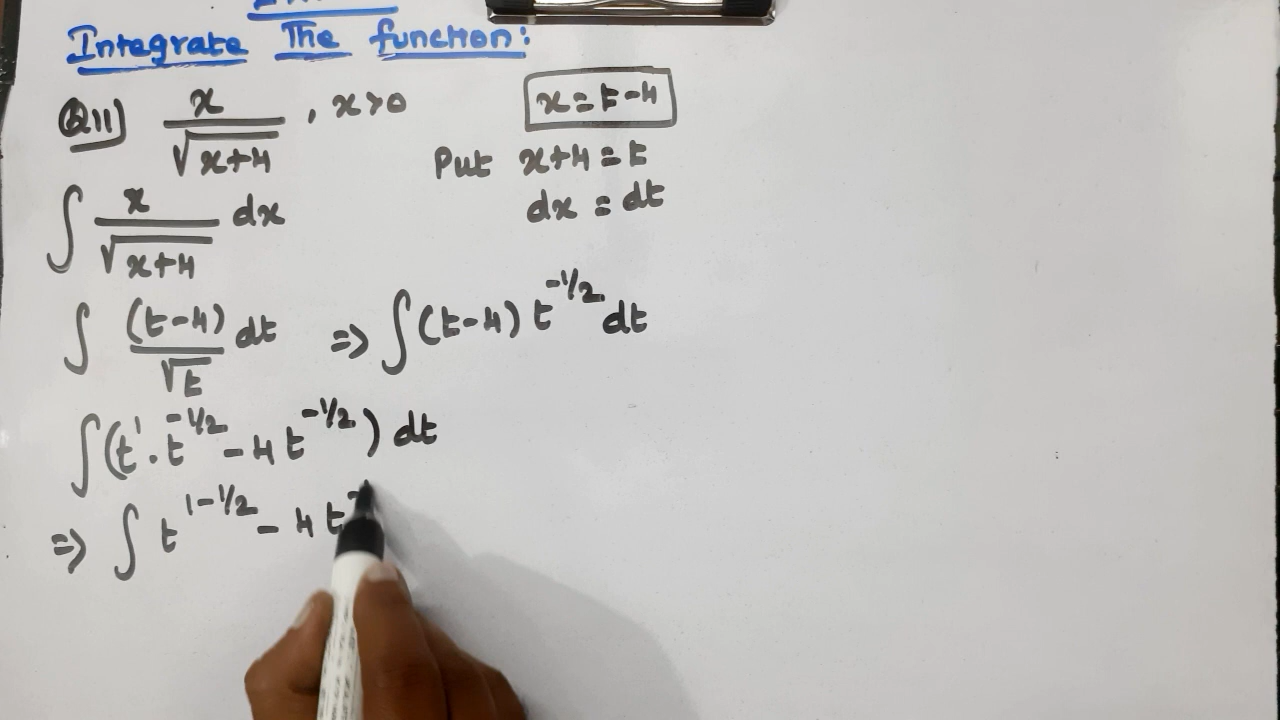 Integrate The function:
Q11) x/√(x+4) , x>0
x = t-4
Put x+4 = t
dx = dt
∫ x/√(x+4) dx
∫ (t-4)/√t dt => ∫(t-4) t^(-1/2) dt
∫(t^1 . t^(-1/2) - 4 t^(-1/2)) dt
=> ∫ t^(1-1/2) - 4 t^-